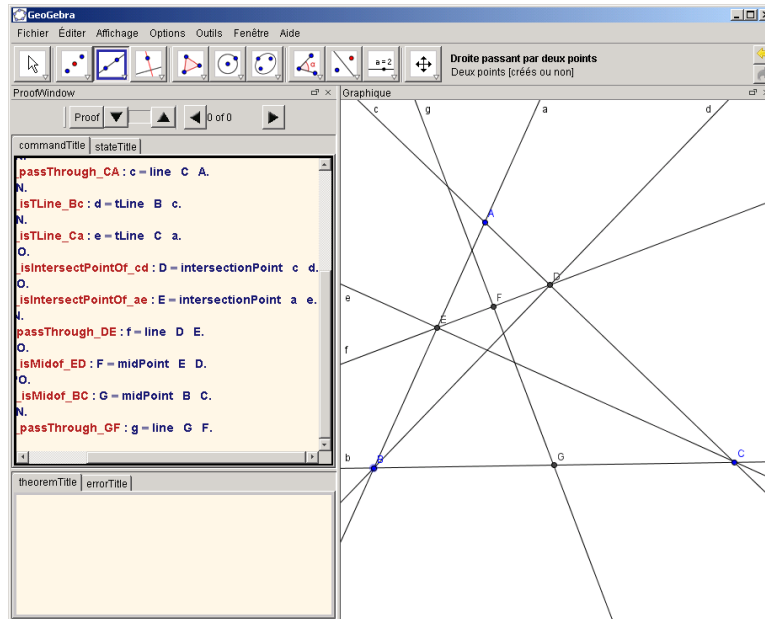 GeoGebra
Fichier Éditer Affichage Options Outils Fenêtre Aide
a=2
Droite passant par deux points
Deux points [créés ou non]
ProofWindow
Proof
0 of 0
commandTitle stateTitle
_passThrough_CA : c = line C A.
N.
_isTLine_Bc : d = tLine B c.
N.
_isTLine_Ca : e = tLine C a.
O.
_isIntersectPointOf_cd : D = intersectionPoint c d.
O.
_isIntersectPointOf_ae : E = intersectionPoint a e.
N.
_passThrough_DE : f = line D E.
O.
_isMidof_ED : F = midPoint E D.
'O.
_isMidof_BC : G = midPoint B C.
N.
_passThrough_GF : g = line G F.
theoremTitle errorTitle
Graphique
c g a d
A
D
e
F
E
f
b B G C